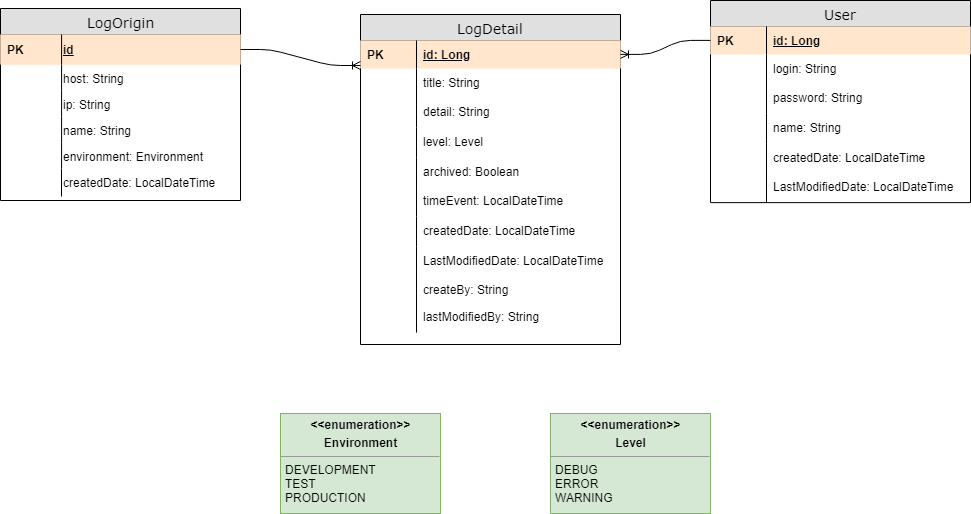 LogOrigin
PK id
host: String
ip: String
name: String
environment: Environment
createdDate: LocalDateTime
LogDetail
PK id: Long
title: String
detail: String
level: Level
archived: Boolean
timeEvent: LocalDateTime
createdDate: LocalDateTime
LastModifiedDate: LocalDateTime
createBy: String
lastModifiedBy: String
User
PK id: Long
login: String
password: String
name: String
createdDate: LocalDateTime
LastModifiedDate: LocalDateTime
<<enumeration>>
Environment
DEVELOPMENT
TEST
PRODUCTION
<<enumeration>>
Level
DEBUG
ERROR
WARNING